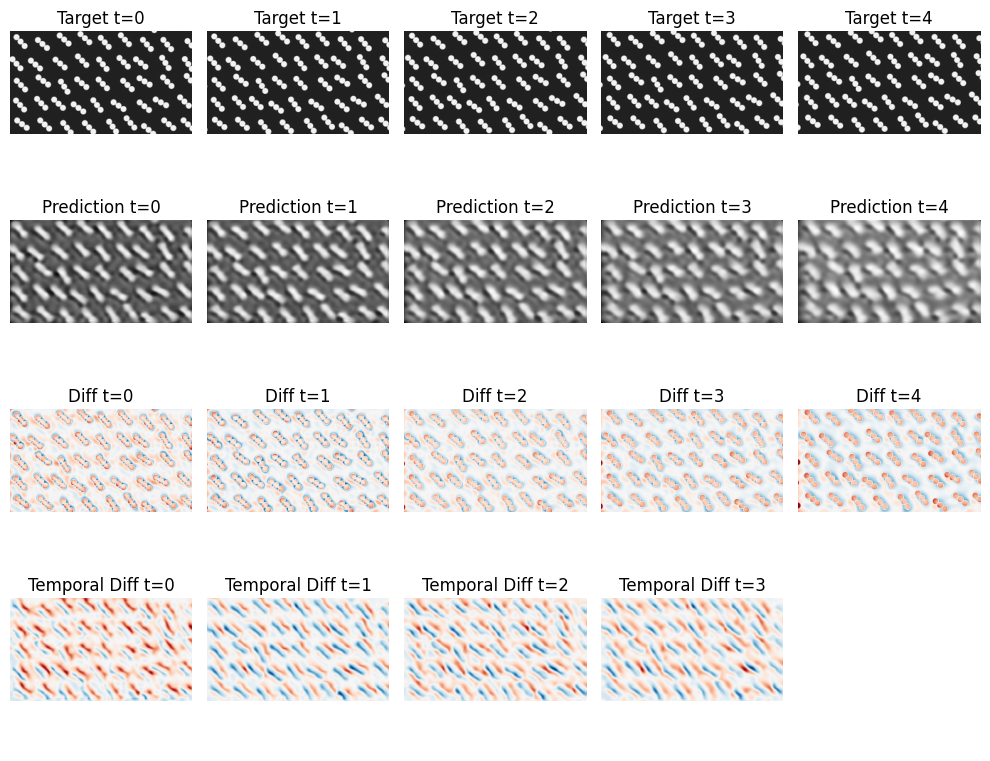 Target t=0 Target t=1 Target t=2 Target t=3 Target t=4
Prediction t=0 Prediction t=1 Prediction t=2 Prediction t=3 Prediction t=4
Diff t=0 Diff t=1 Diff t=2 Diff t=3 Diff t=4
Temporal Diff t=0 Temporal Diff t=1 Temporal Diff t=2 Temporal Diff t=3